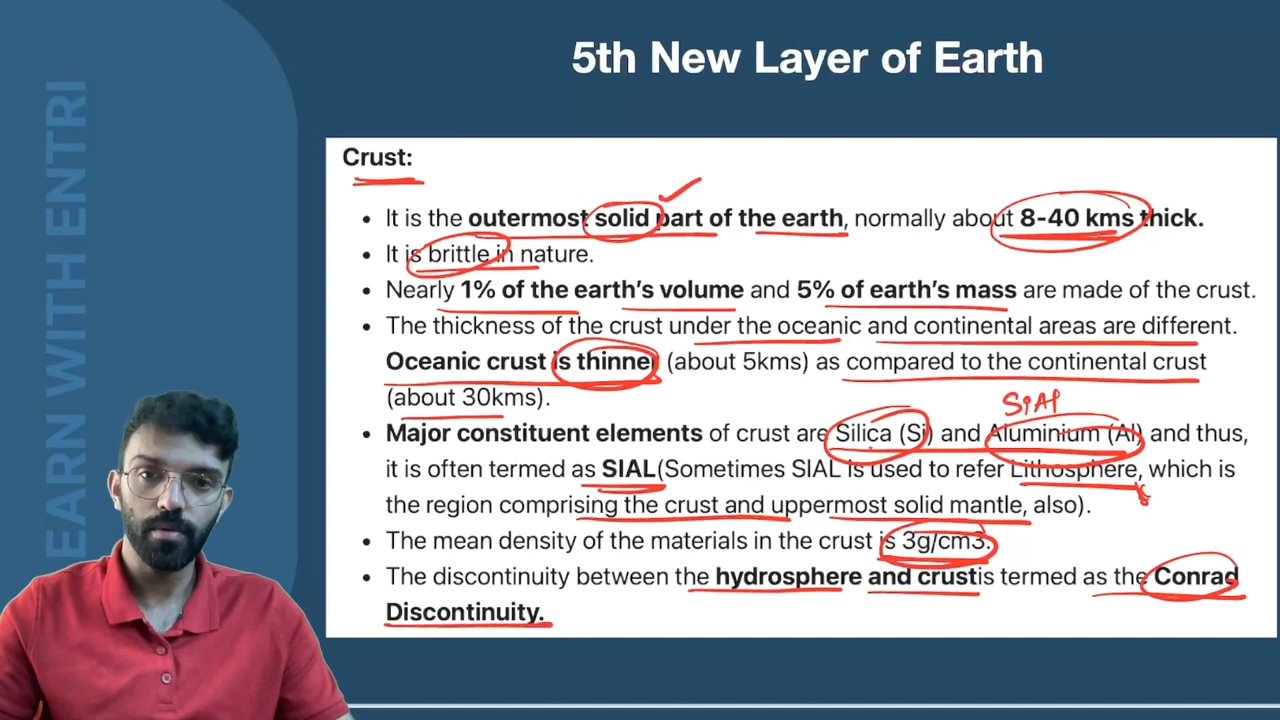 5th New Layer of Earth
LEARN WITH ENTRI
Crust:
• It is the outermost solid part of the earth, normally about 8-40 kms thick.
• It is brittle in nature.
• Nearly 1% of the earth's volume and 5% of earth's mass are made of the crust.
• The thickness of the crust under the oceanic and continental areas are different.
Oceanic crust is thinner (about 5kms) as compared to the continental crust
(about 30kms).
SiAl
• Major constituent elements of crust are Silica (Si) and Aluminium (Al) and thus,
it is often termed as SIAL(Sometimes SIAL is used to refer Lithosphere, which is
the region comprising the crust and uppermost solid mantle, also).
• The mean density of the materials in the crust is 3g/cm3.
• The discontinuity between the hydrosphere and crustis termed as the Conrad
Discontinuity.